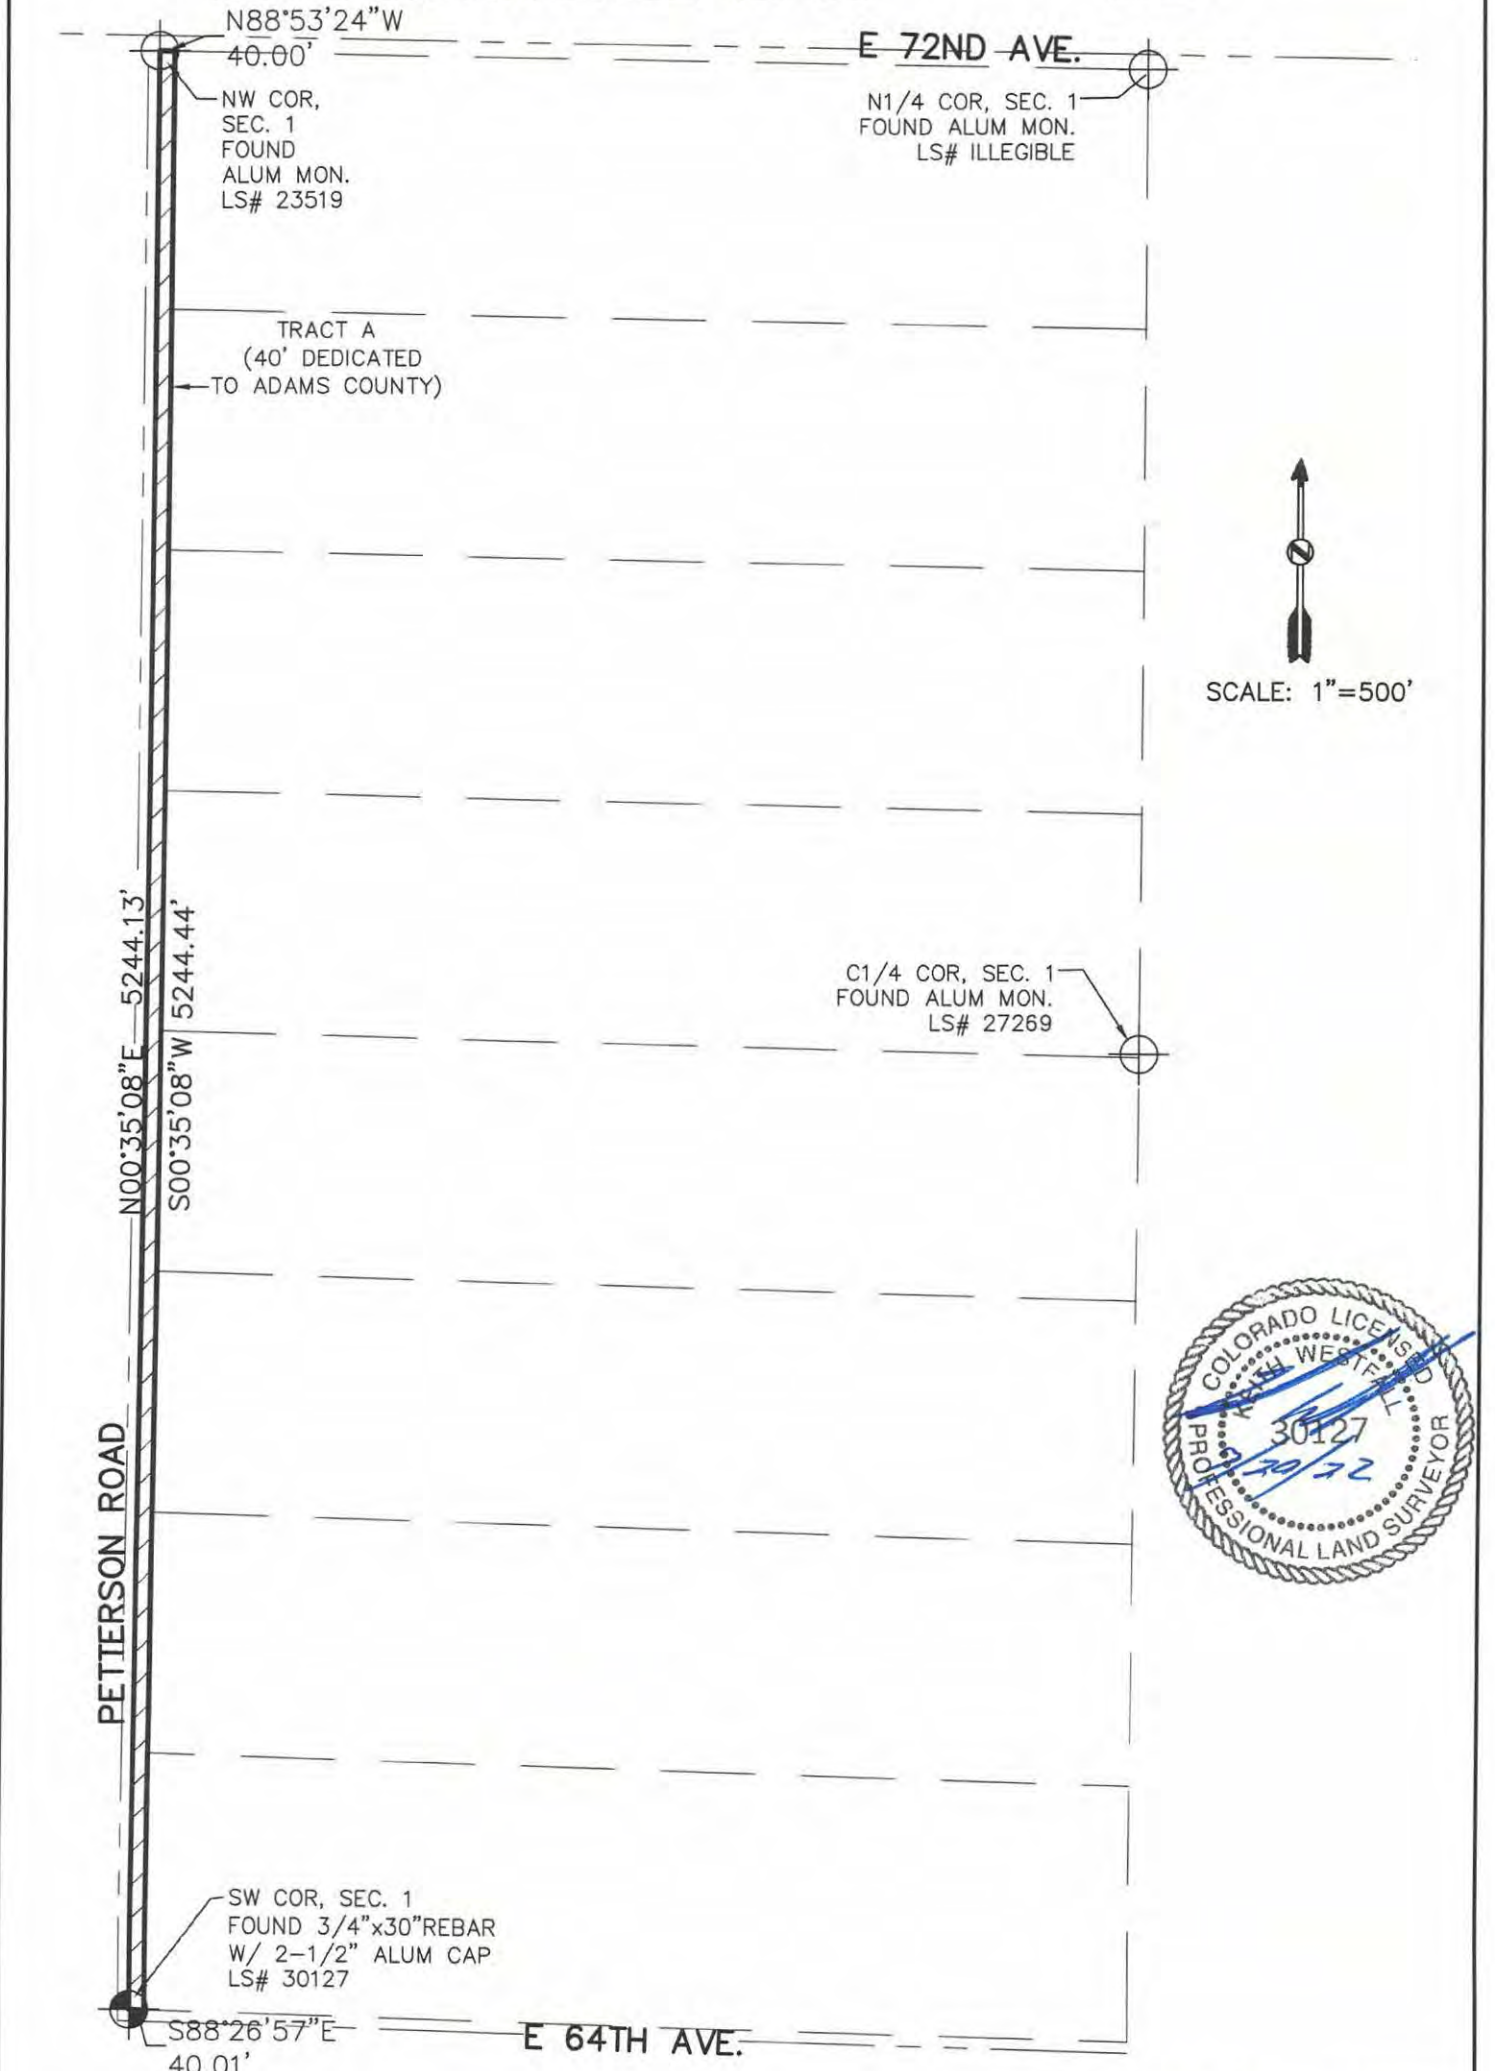 N88°53'24"W
40.00'
E 72ND AVE.
NW COR,
SEC. 1
FOUND
ALUM MON.
LS# 23519
N1/4 COR, SEC. 1
FOUND ALUM MON.
LS# ILLEGIBLE
TRACT A
(40' DEDICATED
TO ADAMS COUNTY)
N
SCALE: 1"=500'
N00°35'08"E 5244.13'
S00°35'08"W 5244.44'
C1/4 COR, SEC. 1
FOUND ALUM MON.
LS# 27269
COLORADO LICENSED
KEITH WESTFALL
30127
PROFESSIONAL LAND SURVEYOR
PETTERSON ROAD
SW COR, SEC. 1
FOUND 3/4"x30"REBAR
W/ 2-1/2" ALUM CAP
LS# 30127
S88°26'57"E
40.01'
E 64TH AVE.